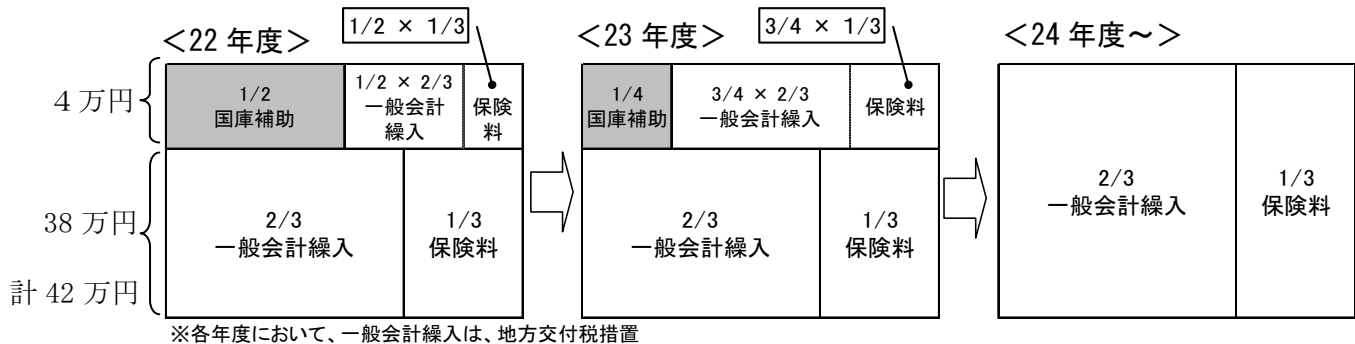 <22 年度>
1/2 × 1/3
4 万円
1/2
国庫補助
1/2 × 2/3
一般会計
繰入
保険
料
38 万円
2/3
一般会計繰入
1/3
保険料
計 42 万円
<23 年度>
3/4 × 1/3
1/4
国庫補助
3/4 × 2/3
一般会計繰入
保険料
2/3
一般会計繰入
1/3
保険料
<24 年度~>
2/3
一般会計繰入
1/3
保険料
※各年度において、一般会計繰入は、地方交付税措置